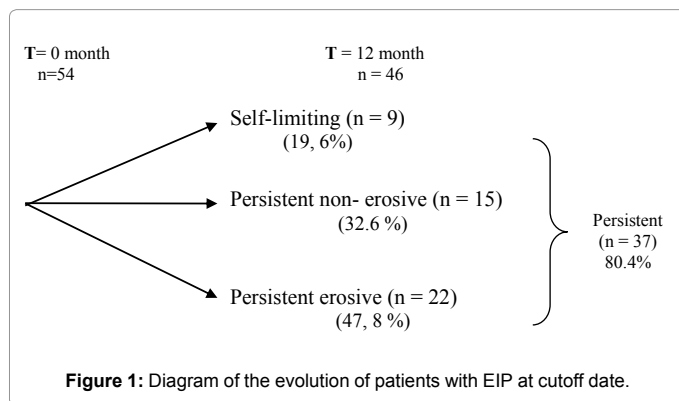 T= 0 month
n=54
T = 12 month
n = 46
Self-limiting (n = 9)
(19, 6%)
Persistent non- erosive (n = 15)
(32.6 %)
Persistent erosive (n = 22)
(47, 8 %)
Persistent
(n = 37)
80.4%
Figure 1: Diagram of the evolution of patients with EIP at cutoff date.